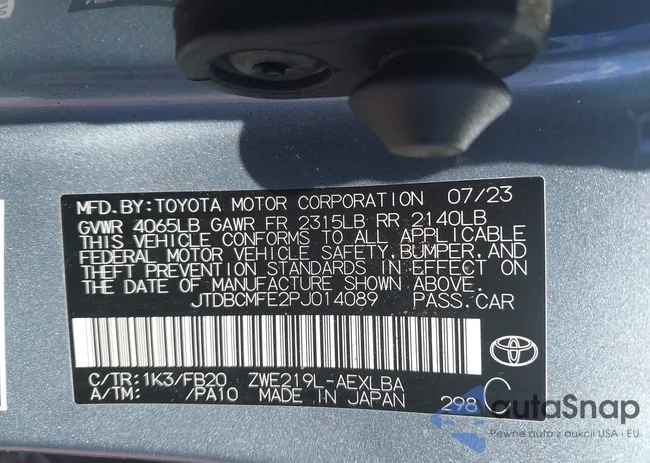 MFD.BY:TOYOTA MOTOR CORPORATION 07/23
GVWR 4065LB GAWR FR 2315LB RR 2140LB
THIS VEHICLE CONFORMS TO ALL APPLICABLE
FEDERAL MOTOR VEHICLE SAFETY,BUMPER,AND
THEFT PREVENTION STANDARDS IN EFFECT ON
THE DATE OF MANUFACTURE SHOWN ABOVE.
JTDBCMFE2PJ014089 PASS.CAR
C/TR:1K3/FB20 ZWE219L-AEXLBA
A/TM: /PA10 MADE IN JAPAN 298 C
autaSnap
Pewne auta z aukcji USA i EU